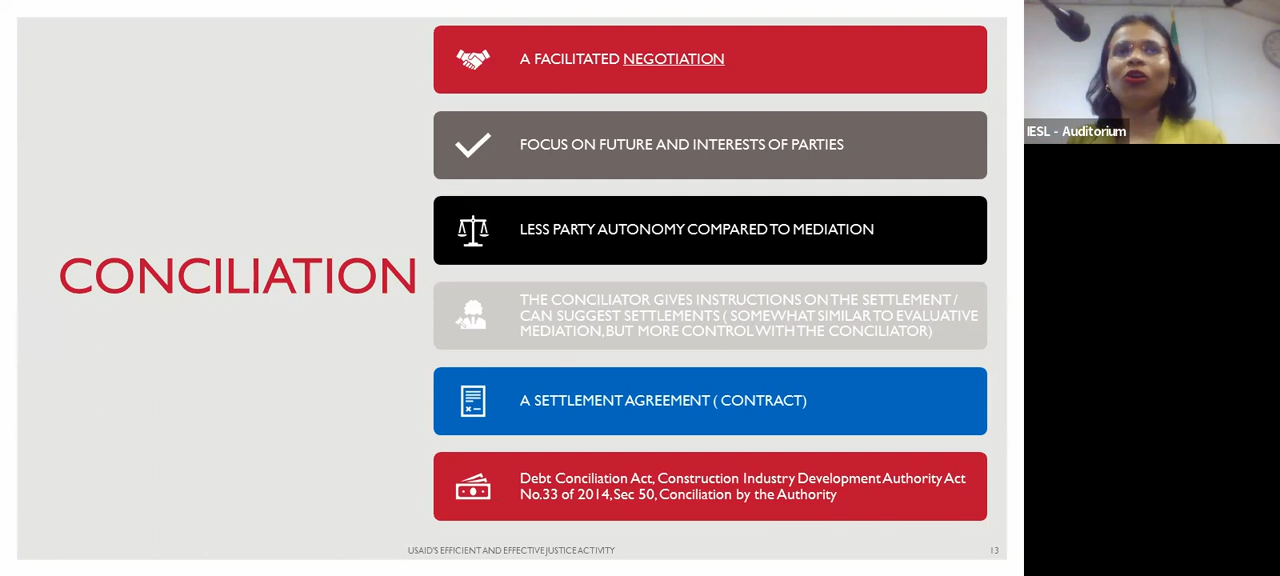 CONCILIATION
A FACILITATED NEGOTIATION
FOCUS ON FUTURE AND INTERESTS OF PARTIES
LESS PARTY AUTONOMY COMPARED TO MEDIATION
THE CONCILIATOR GIVES INSTRUCTIONS ON THE SETTLEMENT /
CAN SUGGEST SETTLEMENTS ( SOMEWHAT SIMILAR TO EVALUATIVE
MEDIATION, BUT MORE CONTROL WITH THE CONCILIATOR)
A SETTLEMENT AGREEMENT ( CONTRACT)
Debt Conciliation Act, Construction Industry Development Authority Act
No.33 of 2014, Sec 50, Conciliation by the Authority
USAID'S EFFICIENT AND EFFECTIVE JUSTICE ACTIVITY
13
IESL - Auditorium